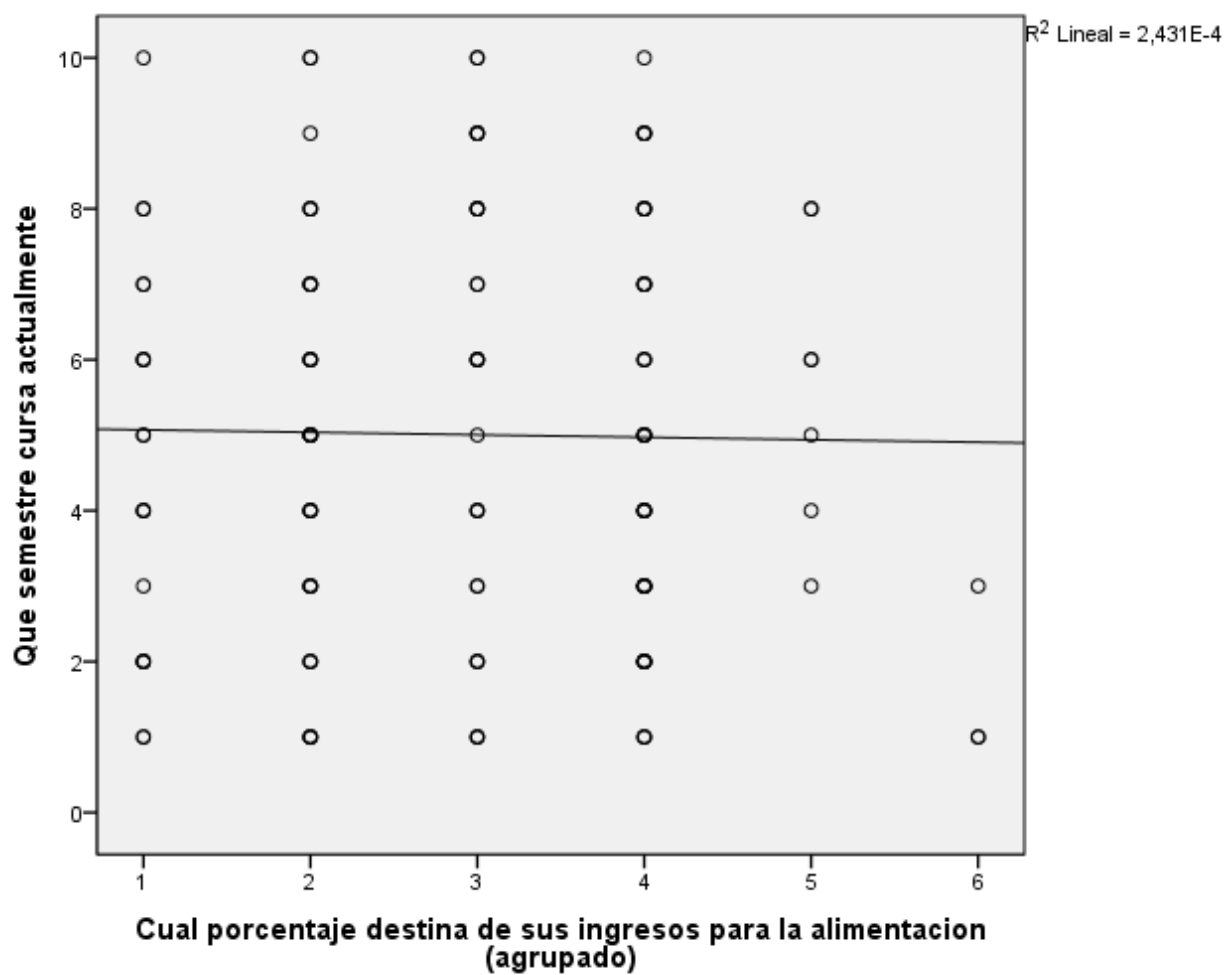 R² Lineal = 2,431E-4
10
8
6
4
2
0
Que semestre cursa actualmente
1 2 3 4 5 6
Cual porcentaje destina de sus ingresos para la alimentacion
(agrupado)